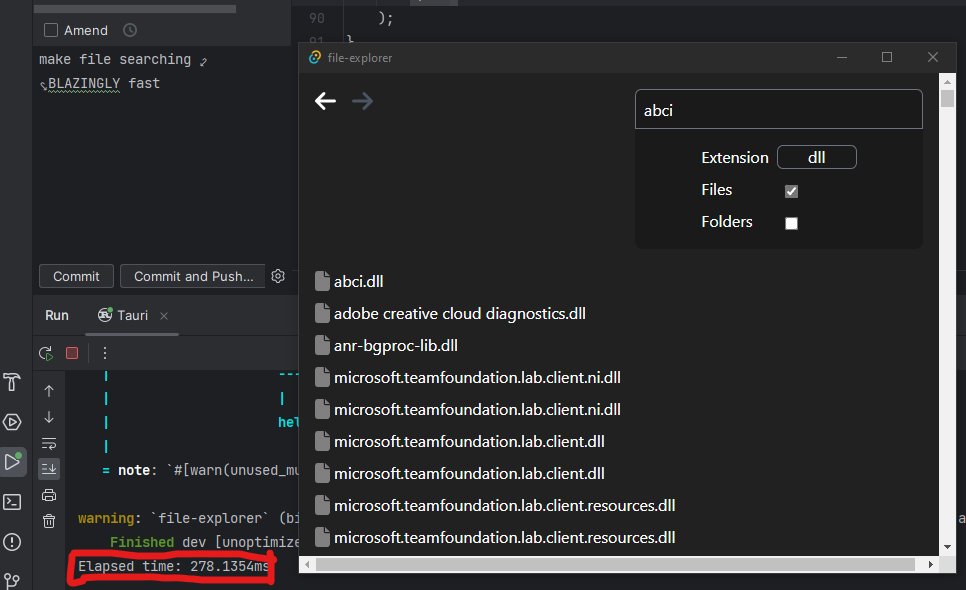 Amend
make file searching
BLAZINGLY fast
Commit
Commit and Push...
Run
Tauri
|
| ---
| |
| hel
|
= note: `#[warn(unused_mu
warning: `file-explorer` (bi
Finished dev [unoptimize
Elapsed time: 278.1354ms
90 );
91 }
file-explorer
abci
Extension dll
Files
Folders
abci.dll
adobe creative cloud diagnostics.dll
anr-bgproc-lib.dll
microsoft.teamfoundation.lab.client.ni.dll
microsoft.teamfoundation.lab.client.ni.dll
microsoft.teamfoundation.lab.client.dll
microsoft.teamfoundation.lab.client.dll
microsoft.teamfoundation.lab.client.resources.dll
microsoft.teamfoundation.lab.client.resources.dll